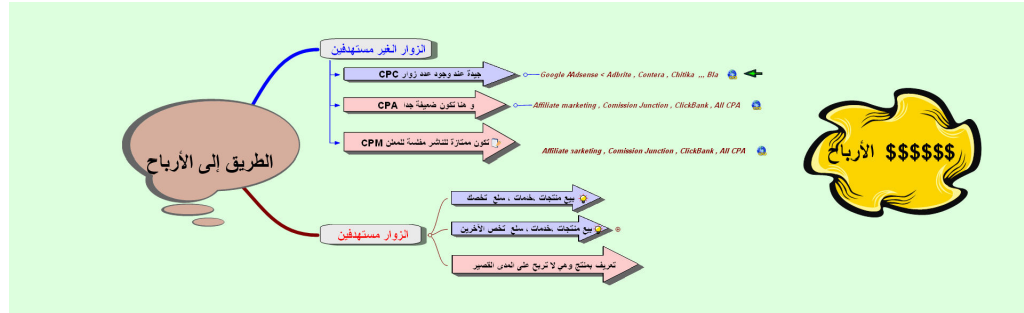 الزوار الغير مستهدفين
جيدة عند وجود عدد زوار CPC
Google AAdsense < Adbrite , Contera , Chitika ,,, Bla
و هنا تكون ضعيفة جدا CPA
Affiliate marketing , Comission Junction , ClickBank , All CPA
تكون ممتازة للناشر مفلسة للمعلن CPM
Affiliate sarketing , Comission Junction , ClickBank , All CPA
الطريق إلى الأرباح
$$$$$$ الأرباح
بيع منتجات ،خدمات ، سلع تخصك
الزوار مستهدفين
بيع منتجات ،خدمات ، سلع تخص الآخرين
تعريف بمنتج وهي لا تربح على المدى القصير